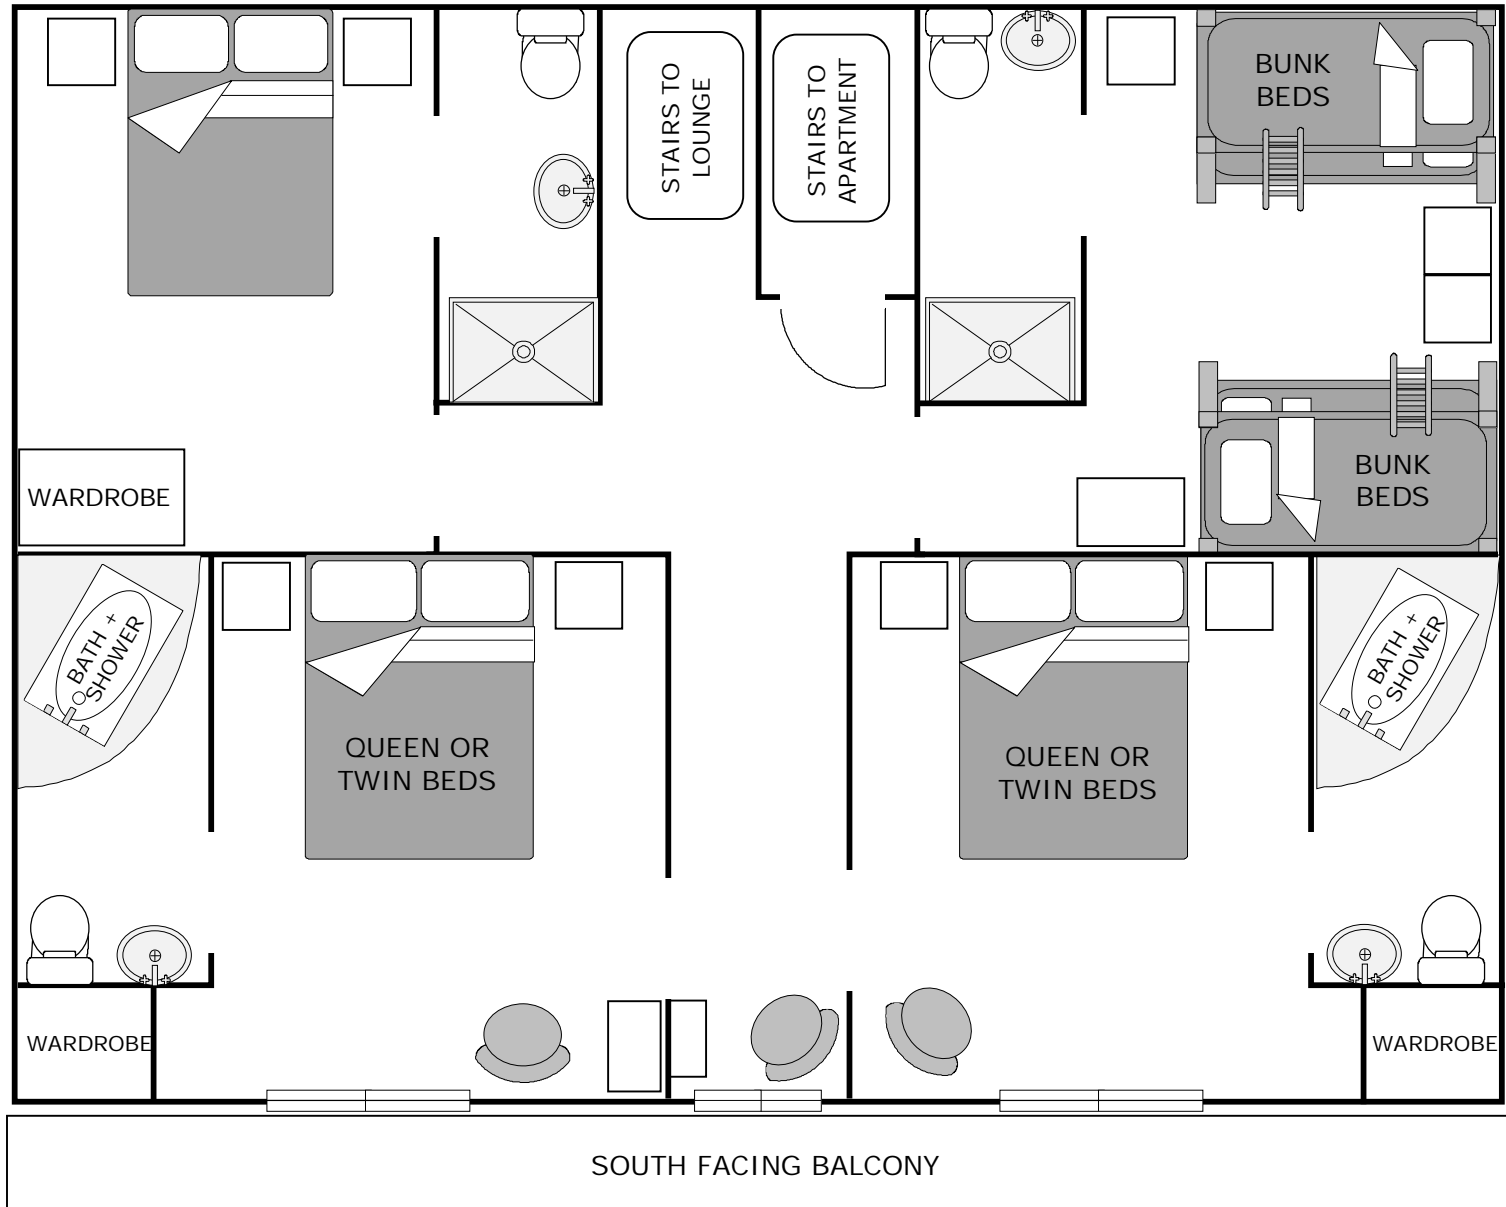 STAIRS TO
LOUNGE
STAIRS TO
APARTMENT
BUNK
BEDS
WARDROBE
BUNK
BEDS
BATH +
SHOWER
QUEEN OR
TWIN BEDS
QUEEN OR
TWIN BEDS
BATH +
SHOWER
WARDROBE
WARDROBE
SOUTH FACING BALCONY